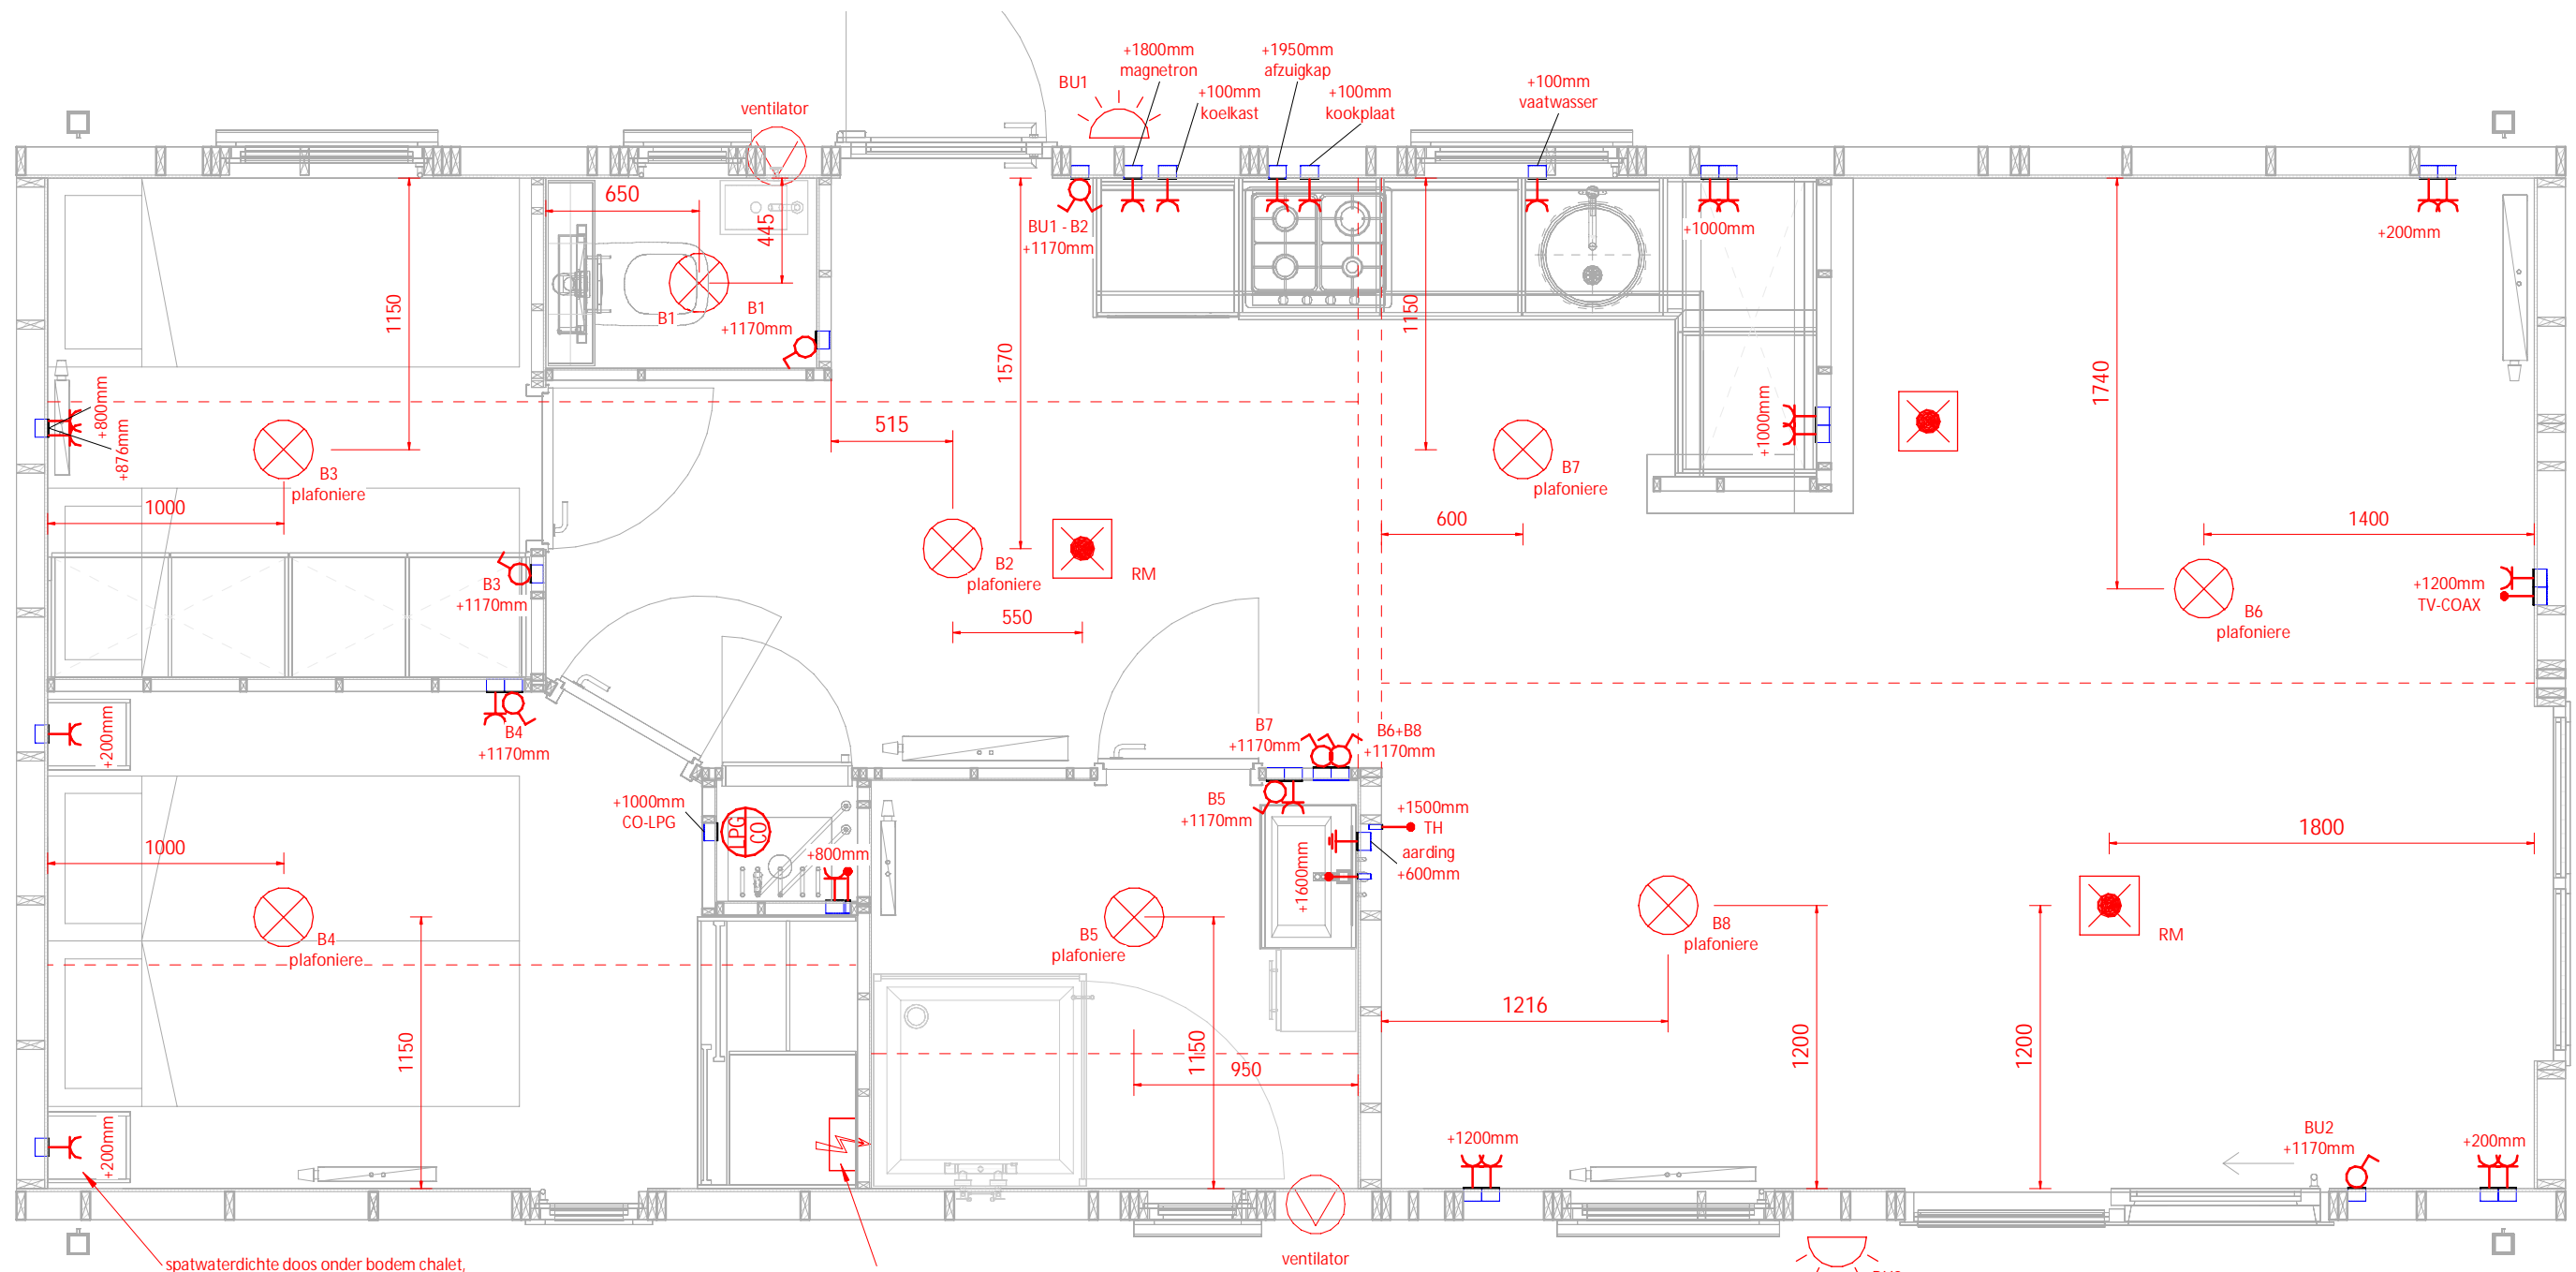 +1800mm
magnetron
+1950mm
afzuigkap
BU1
+100mm
koelkast
+100mm
kookplaat
+100mm
vaatwasser
ventilator
650
445
BU1 - B2
+1170mm
+1000mm
+200mm
B1
B1
+1170mm
1150
1570
1150
1740
+800mm
+876mm
515
+1000mm
B3
plafoniere
B7
plafoniere
1000
600
1400
B2
plafoniere
RM
B3
+1170mm
550
+1200mm
TV-COAX
B6
plafoniere
+200mm
B4
+1170mm
B7
+1170mm
B6+B8
+1170mm
+1000mm
CO-LPG
LPG
CO
B5
+1170mm
+1500mm
TH
1000
+800mm
aarding
+600mm
+1600mm
1800
B4
plafoniere
B5
plafoniere
B8
plafoniere
RM
1216
1150
1150
950
1200
1200
+200mm
+1200mm
BU2
+1170mm
+200mm
ventilator
spatwaterdichte doos onder bodem chalet,